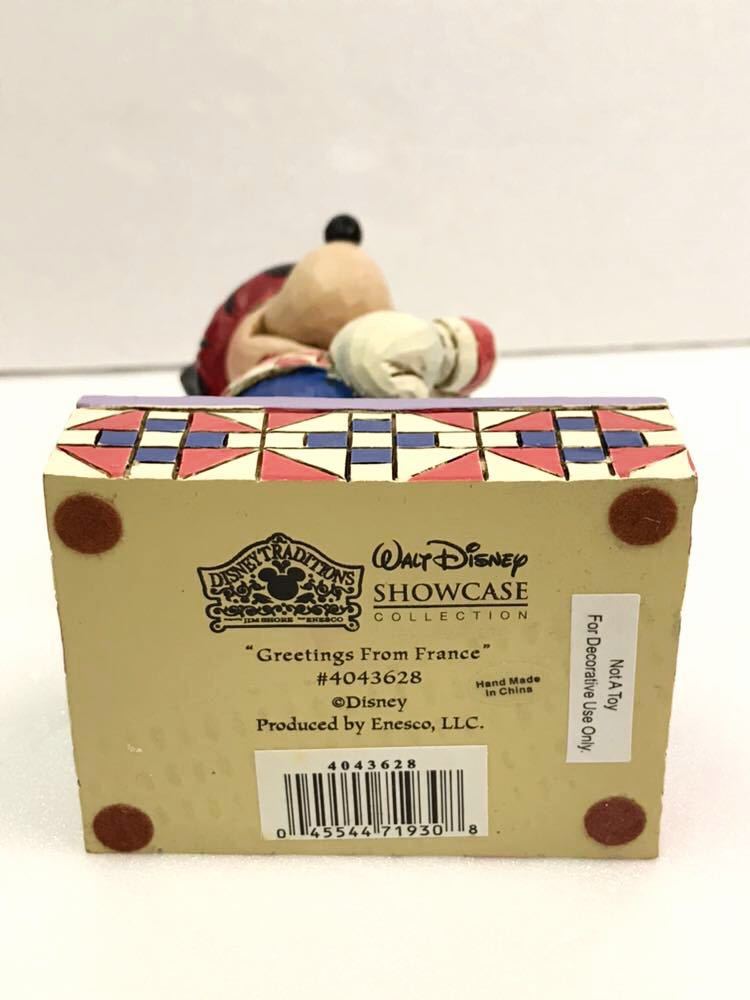 DISNEY TRADITIONS
JIM SHORE for ENESCO
WALT DISNEY
SHOWCASE
COLLECTION
"Greetings From France"
#4043628
©Disney
Produced by Enesco, LLC.
Hand Made
in China
Not A Toy
For Decorative Use Only.
4043628
0 45544 71930 8